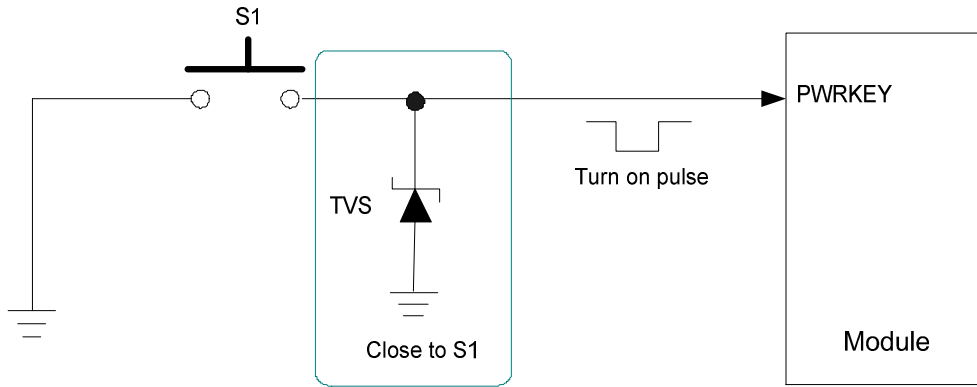 S1
PWRKEY
Turn on pulse
TVS
Close to S1
Module